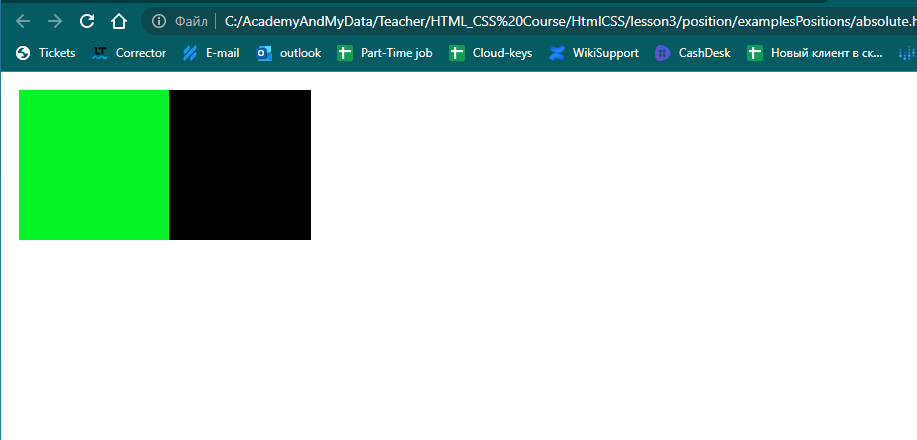 Файл C:/AcademyAndMyData/Teacher/HTML_CSS%20Course/HtmlCSS/lesson3/position/examplesPositions/absolute.h
Tickets LT Corrector E-mail outlook Part-Time job Cloud-keys WikiSupport CashDesk Новый клиент в ск...